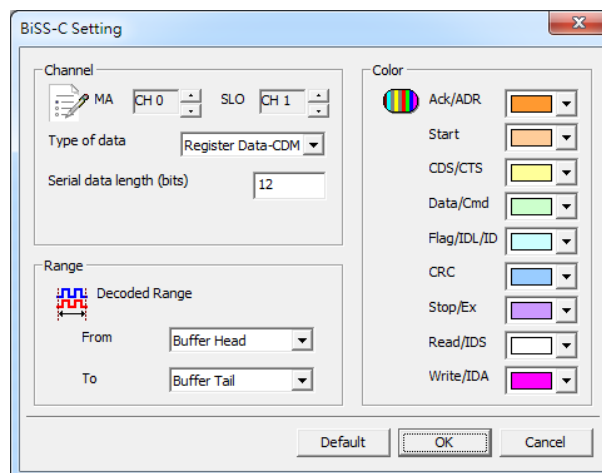 BiSS-C Setting
Channel
MA CH 0 SLO CH 1
Type of data Register Data-CDM
Serial data length (bits) 12
Range
Decoded Range
From Buffer Head
To Buffer Tail
Color
Ack/ADR
Start
CDS/CTS
Data/Cmd
Flag/IDL/ID
CRC
Stop/Ex
Read/IDS
Write/IDA
Default OK Cancel